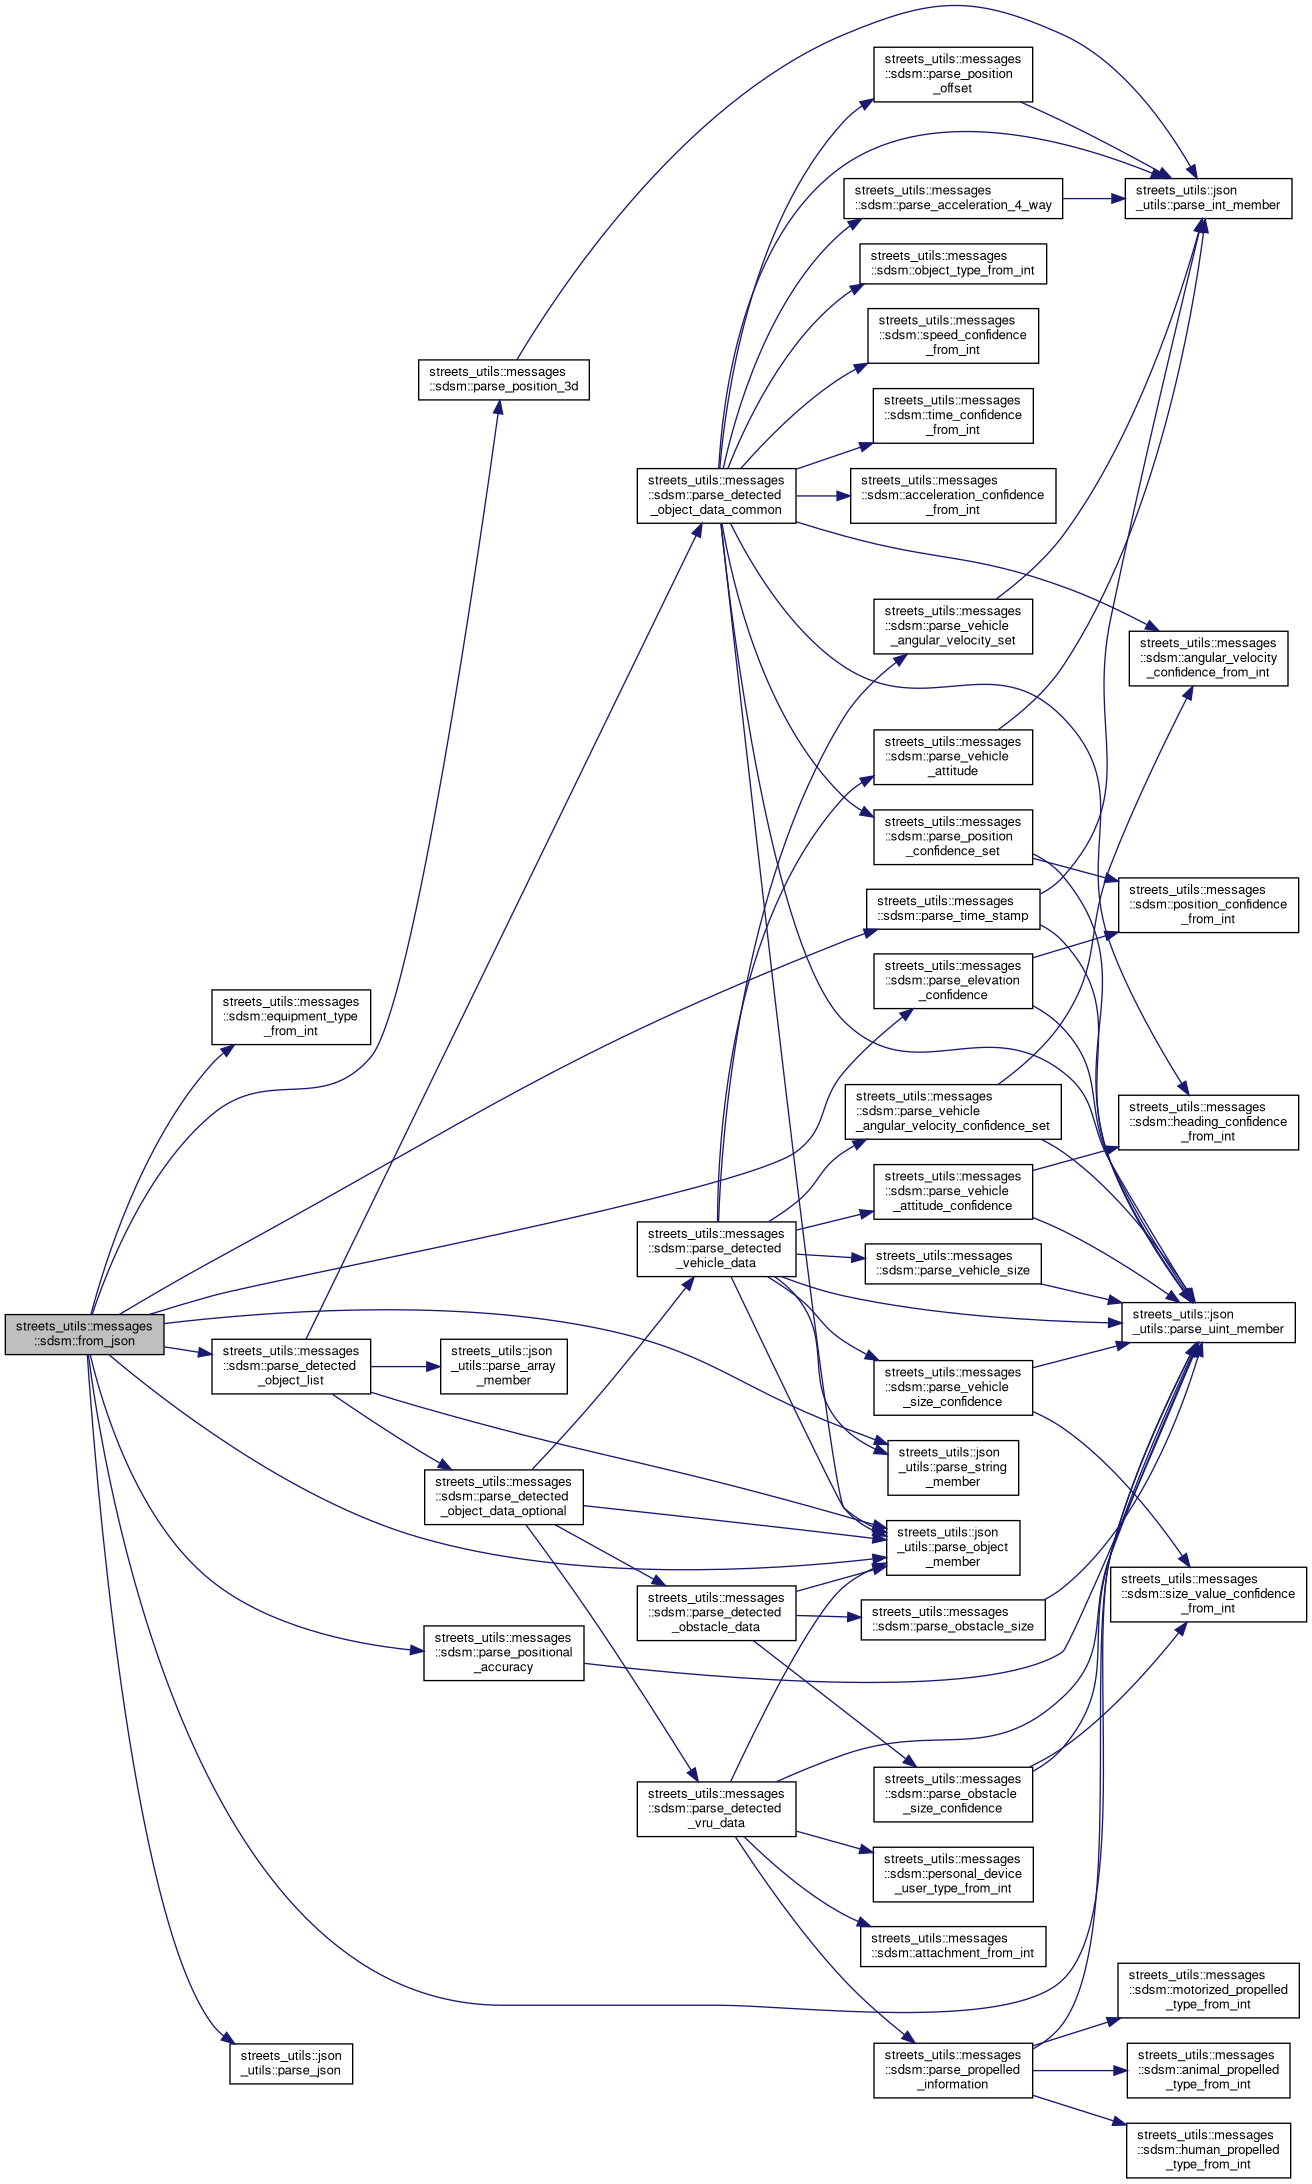 streets_utils::messages
::sdsm::parse_position
_offset
streets_utils::messages
::sdsm::parse_acceleration_4_way
streets_utils::json
_utils::parse_int_member
streets_utils::messages
::sdsm::object_type_from_int
streets_utils::messages
::sdsm::speed_confidence
_from_int
streets_utils::messages
::sdsm::parse_position_3d
streets_utils::messages
::sdsm::time_confidence
_from_int
streets_utils::messages
::sdsm::parse_detected
_object_data_common
streets_utils::messages
::sdsm::acceleration_confidence
_from_int
streets_utils::messages
::sdsm::parse_vehicle
_angular_velocity_set
streets_utils::messages
::sdsm::angular_velocity
_confidence_from_int
streets_utils::messages
::sdsm::parse_vehicle
_attitude
streets_utils::messages
::sdsm::parse_position
_confidence_set
streets_utils::messages
::sdsm::position_confidence
_from_int
streets_utils::messages
::sdsm::parse_time_stamp
streets_utils::messages
::sdsm::parse_elevation
_confidence
streets_utils::messages
::sdsm::equipment_type
_from_int
streets_utils::messages
::sdsm::parse_vehicle
_angular_velocity_confidence_set
streets_utils::messages
::sdsm::heading_confidence
_from_int
streets_utils::messages
::sdsm::parse_vehicle
_attitude_confidence
streets_utils::messages
::sdsm::parse_detected
_vehicle_data
streets_utils::messages
::sdsm::parse_vehicle_size
streets_utils::json
_utils::parse_uint_member
streets_utils::messages
::sdsm::from_json
streets_utils::messages
::sdsm::parse_detected
_object_list
streets_utils::json
_utils::parse_array
_member
streets_utils::messages
::sdsm::parse_vehicle
_size_confidence
streets_utils::json
_utils::parse_string
_member
streets_utils::messages
::sdsm::parse_detected
_object_data_optional
streets_utils::json
_utils::parse_object
_member
streets_utils::messages
::sdsm::size_value_confidence
_from_int
streets_utils::messages
::sdsm::parse_detected
_obstacle_data
streets_utils::messages
::sdsm::parse_obstacle_size
streets_utils::messages
::sdsm::parse_positional
_accuracy
streets_utils::messages
::sdsm::parse_obstacle
_size_confidence
streets_utils::messages
::sdsm::parse_detected
_vru_data
streets_utils::messages
::sdsm::personal_device
_user_type_from_int
streets_utils::messages
::sdsm::attachment_from_int
streets_utils::messages
::sdsm::motorized_propelled
_type_from_int
streets_utils::json
_utils::parse_json
streets_utils::messages
::sdsm::parse_propelled
_information
streets_utils::messages
::sdsm::animal_propelled
_type_from_int
streets_utils::messages
::sdsm::human_propelled
_type_from_int